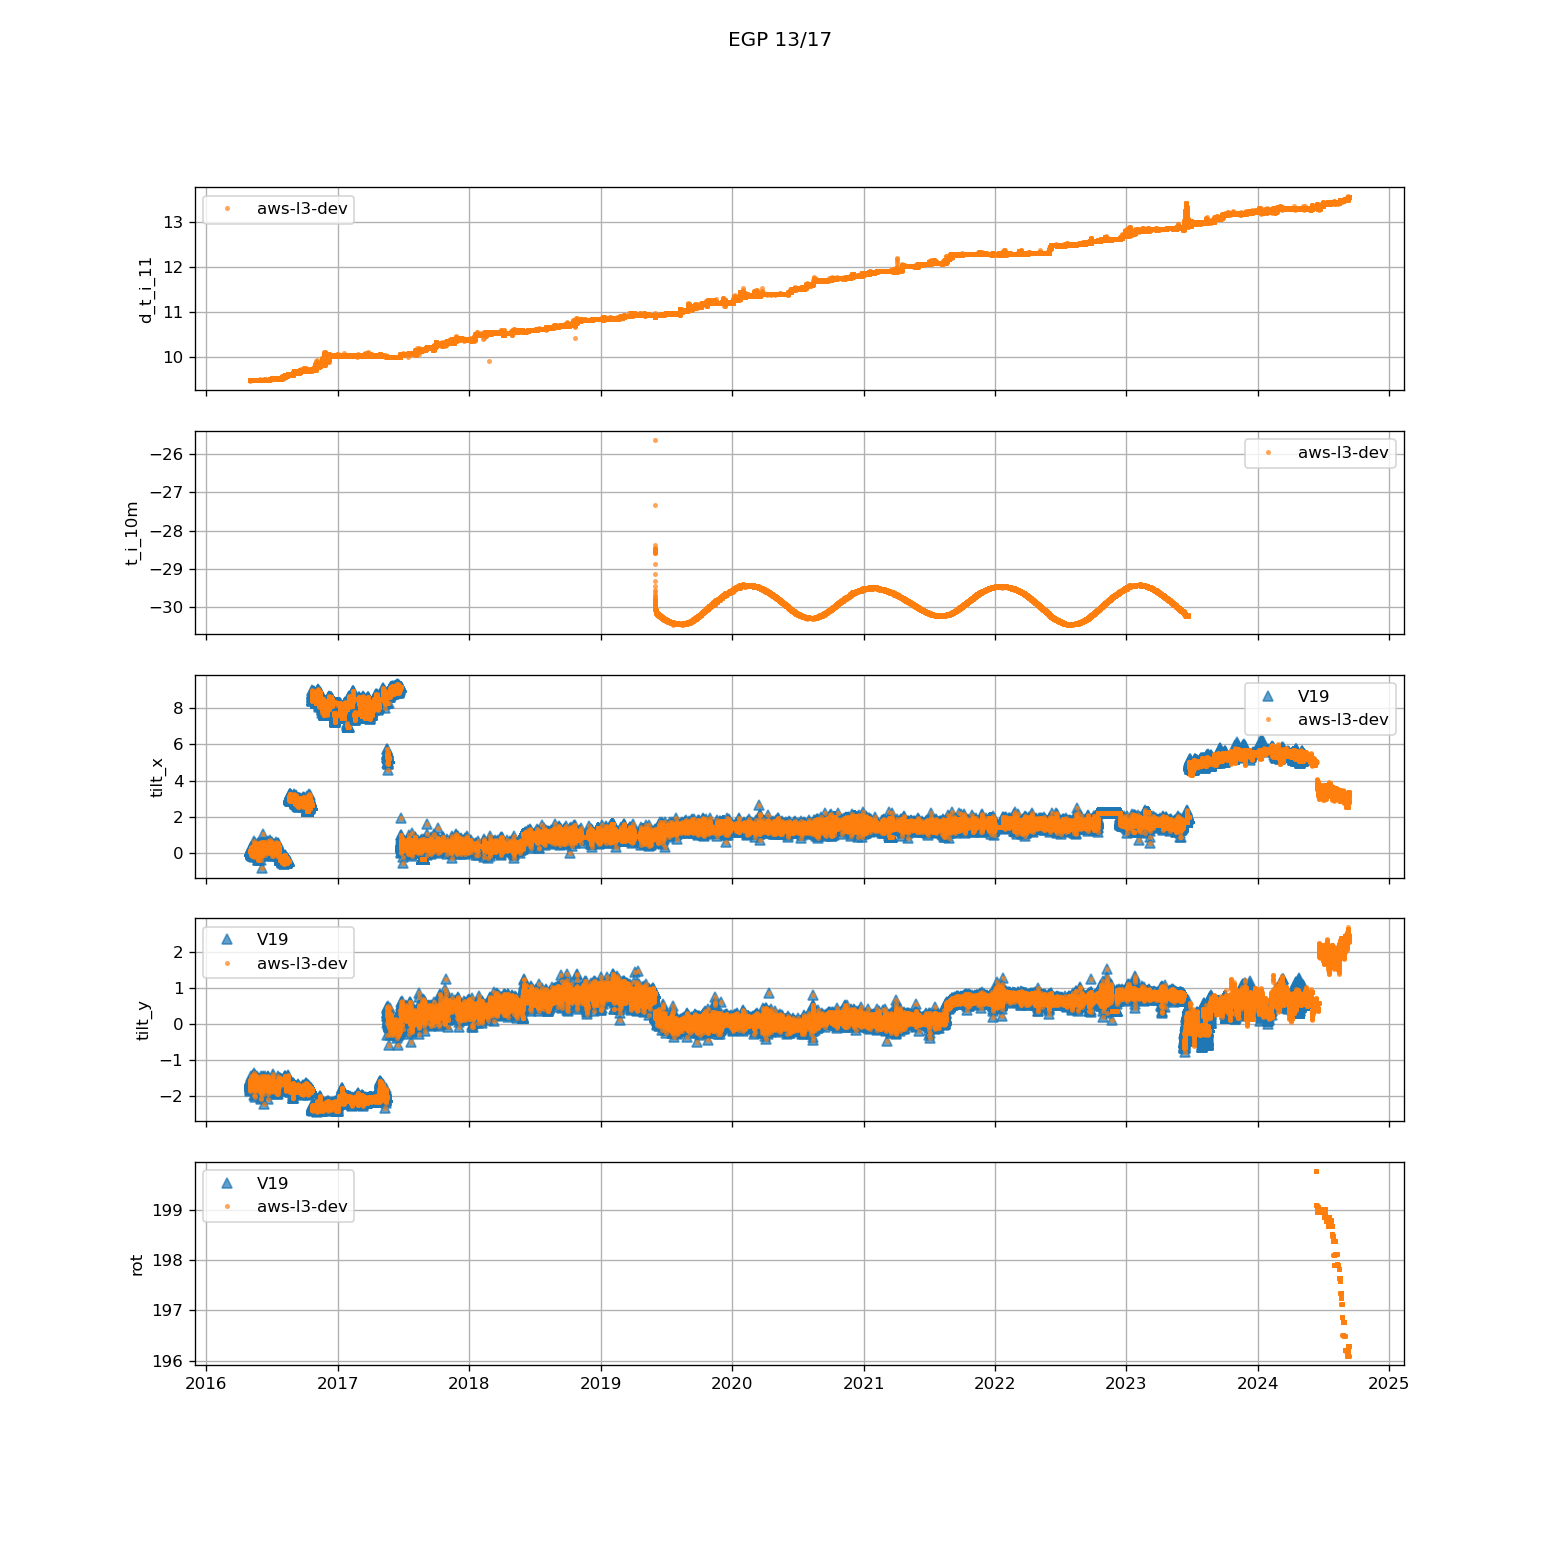 EGP 13/17
aws-l3-dev
13
12
11
10
d_t_i_11
aws-l3-dev
−26
−27
−28
−29
−30
t_i_10m
V19
aws-l3-dev
8
6
4
2
0
tilt_x
V19
aws-l3-dev
2
1
0
−1
−2
tilt_y
V19
aws-l3-dev
199
198
197
196
rot
2016 2017 2018 2019 2020 2021 2022 2023 2024 2025